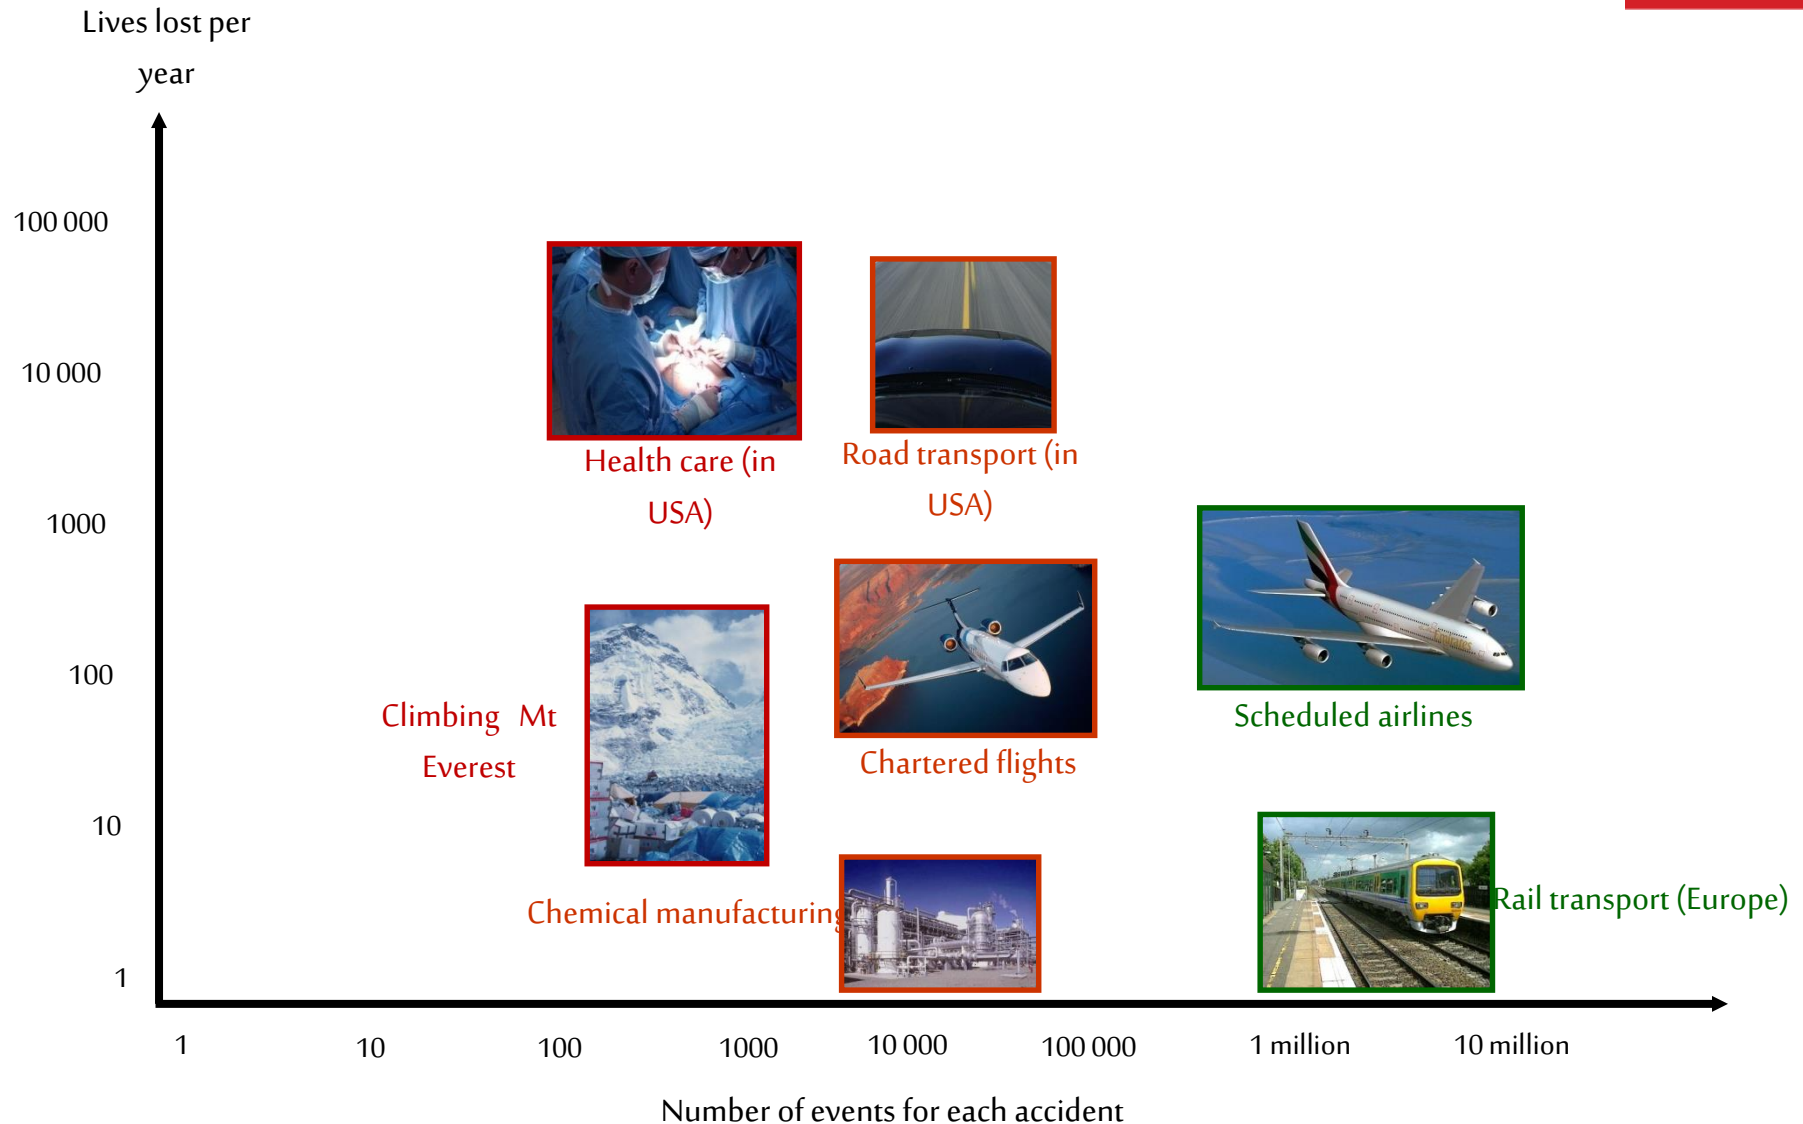 Lives lost per
year
100 000
10 000
1000
100
10
1
Health care (in
USA)
Road transport (in
USA)
Climbing Mt
Everest
Chartered flights
Scheduled airlines
Chemical manufacturing
Rail transport (Europe)
1
10
100
1000
10 000
100 000
1 million
10 million
Number of events for each accident